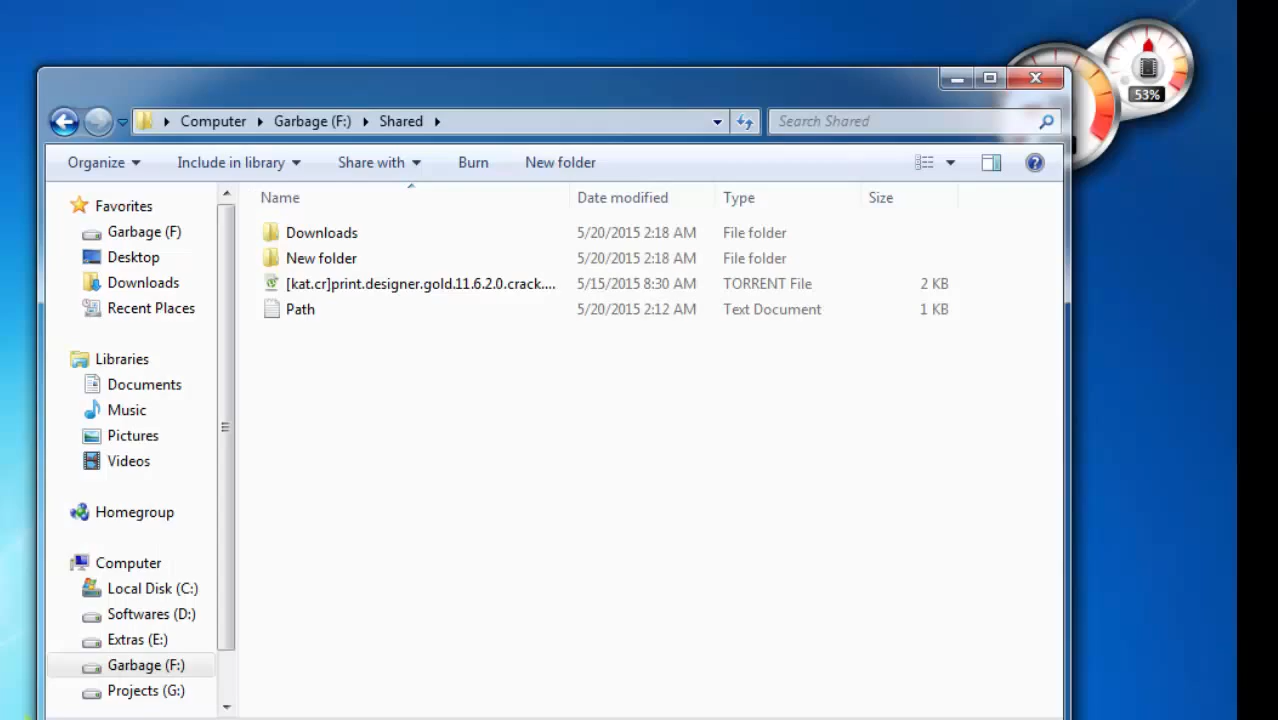 53%
Computer Garbage (F:) Shared
Search Shared
Organize Include in library Share with Burn New folder
Name Date modified Type Size
Favorites
Garbage (F:)
Desktop
Downloads
Recent Places
Libraries
Documents
Music
Pictures
Videos
Homegroup
Computer
Local Disk (C:)
Softwares (D:)
Extras (E:)
Garbage (F:)
Projects (G:)
Downloads 5/20/2015 2:18 AM File folder
New folder 5/20/2015 2:18 AM File folder
[kat.cr]print.designer.gold.11.6.2.0.crack.... 5/15/2015 8:30 AM TORRENT File 2 KB
Path 5/20/2015 2:12 AM Text Document 1 KB